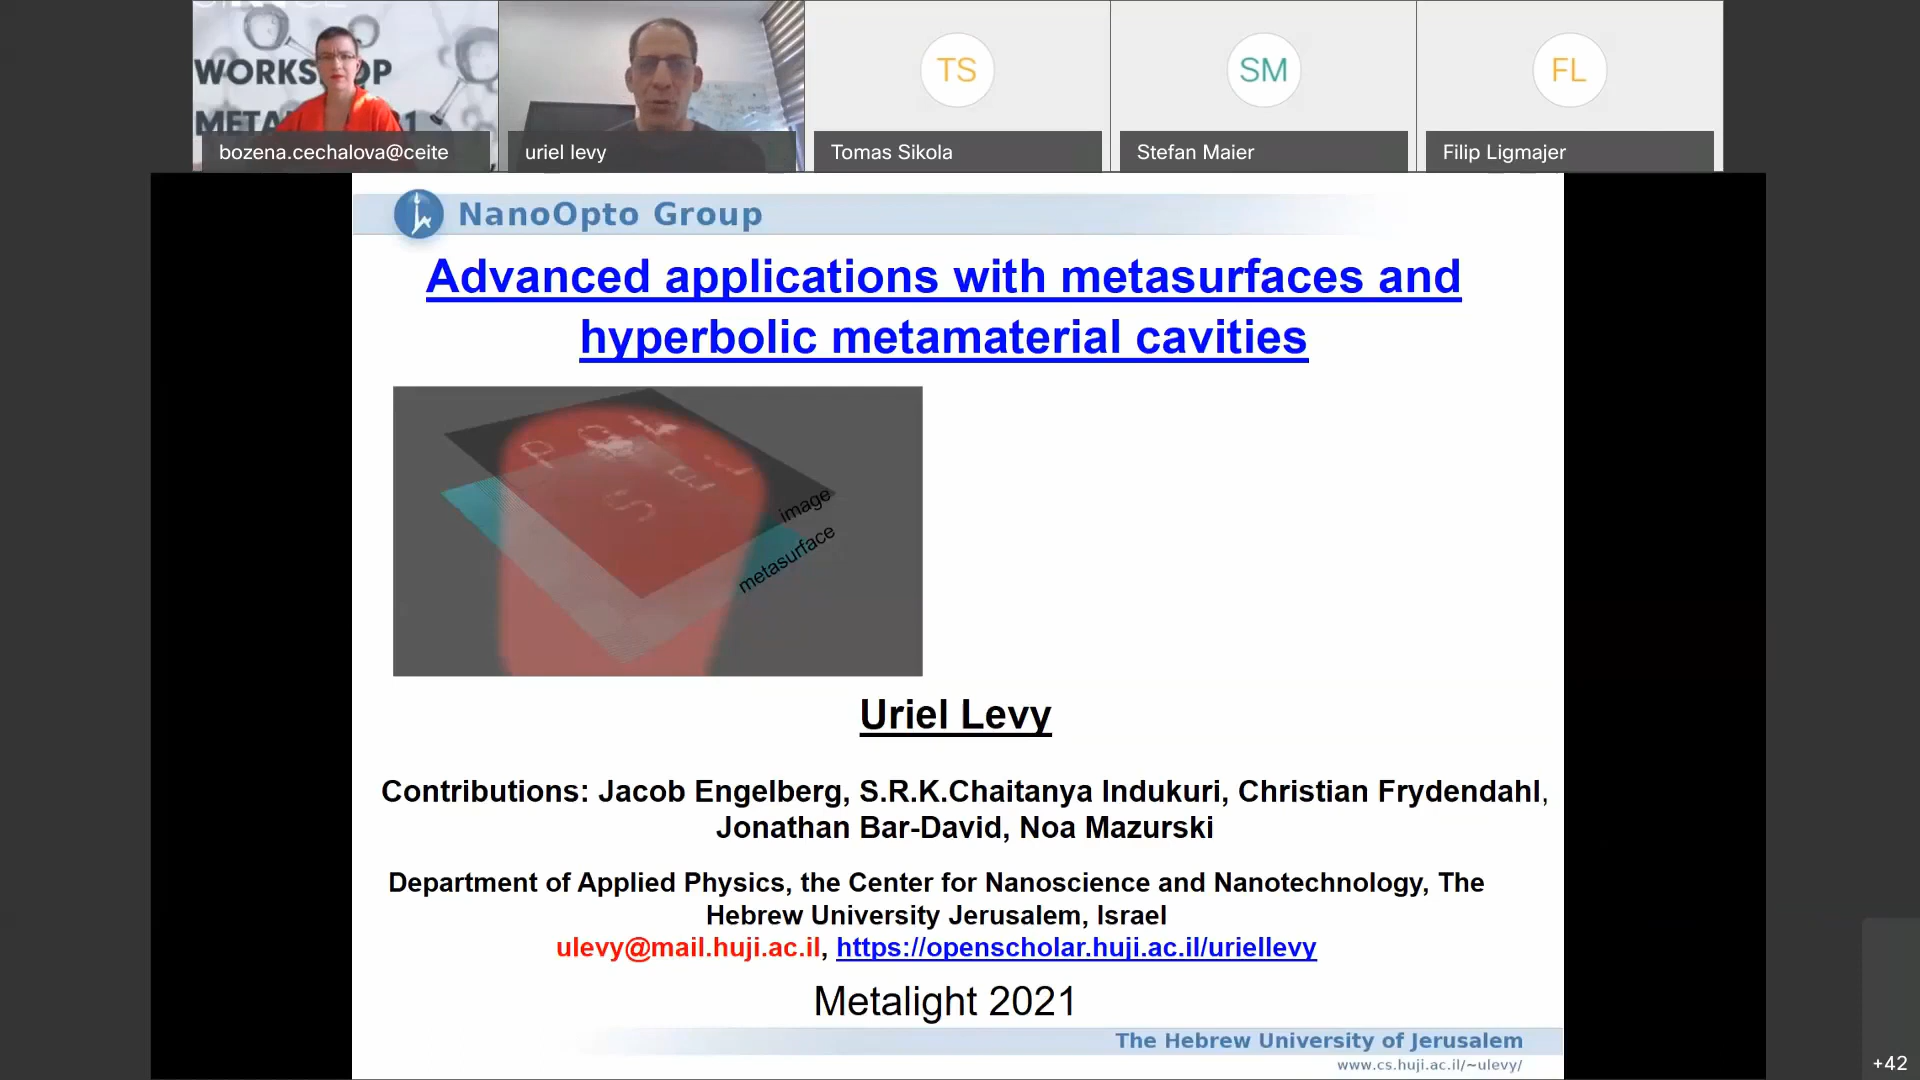 WORKSHOP
bozena.cechalova@ceite
uriel levy
TS
Tomas Sikola
SM
Stefan Maier
FL
Filip Ligmajer
NanoOpto Group
Advanced applications with metasurfaces and
hyperbolic metamaterial cavities
image
metasurface
Uriel Levy
Contributions: Jacob Engelberg, S.R.K.Chaitanya Indukuri, Christian Frydendahl,
Jonathan Bar-David, Noa Mazurski
Department of Applied Physics, the Center for Nanoscience and Nanotechnology, The
Hebrew University Jerusalem, Israel
ulevy@mail.huji.ac.il, https://openscholar.huji.ac.il/uriellevy
Metalight 2021
The Hebrew University of Jerusalem
www.cs.huji.ac.il/~ulevy/
+42